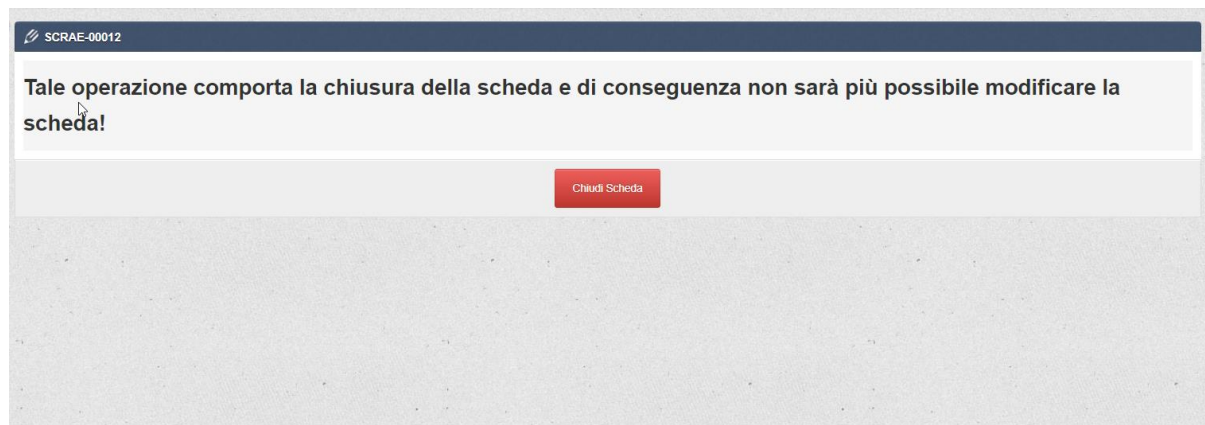 SCRAE-00012
Tale operazione comporta la chiusura della scheda e di conseguenza non sarà più possibile modificare la
scheda!
Chiudi Scheda